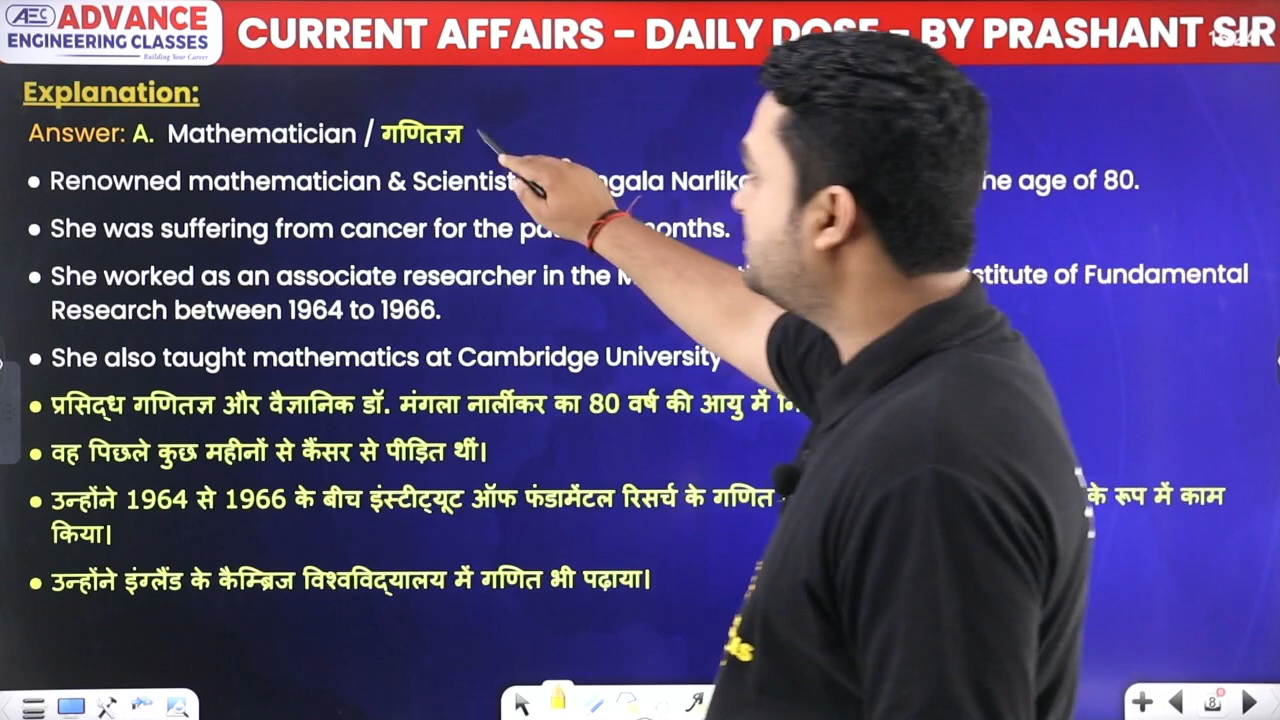 AEC ADVANCE
ENGINEERING CLASSES
Building Your Career
CURRENT AFFAIRS - DAILY DOSE - BY PRASHANT SIR
Explanation:
Answer: A. Mathematician / गणितज्ञ
• Renowned mathematician & Scientist he age of 80.
• She was suffering from cancer for the onths.
• She worked as an associate researcher in the stitute of Fundamental
Research between 1964 to 1966.
• She also taught mathematics at Cambridge University
• प्रसिद्ध गणितज्ञ और वैज्ञानिक डॉ. मंगला नार्लीकर का 80 वर्ष की आयु में
• वह पिछले कुछ महीनों से कैंसर से पीड़ित थीं।
• उन्होंने 1964 से 1966 के बीच इंस्टीट्यूट ऑफ फंडामेंटल रिसर्च के गणित के रूप में काम
किया।
• उन्होंने इंग्लैंड के कैम्ब्रिज विश्वविद्यालय में गणित भी पढ़ाया।